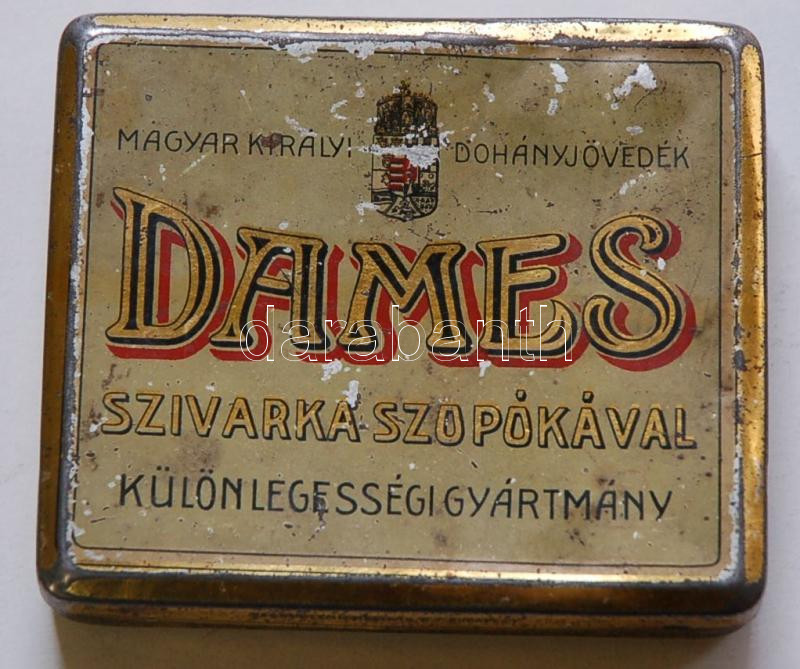 MAGYAR KIRÁLYI DOHÁNYJÖVEDÉK
DAMES
darabanth
SZIVARKA SZOPÓKÁVAL
KÜLÖNLEGESSÉGI GYÁRTMÁNY